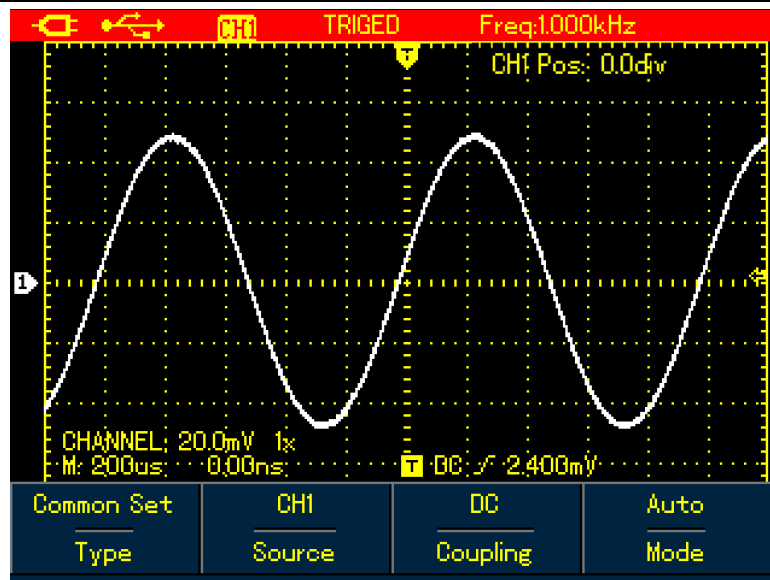 CH1 TRIGED Freq:1.000kHz
T
CH1 Pos: 0.0div
1
CHANNEL: 20.0mV 1x
M: 200us 0.00ns T DC 2.400mV
Common Set CH1 DC Auto
Type Source Coupling Mode